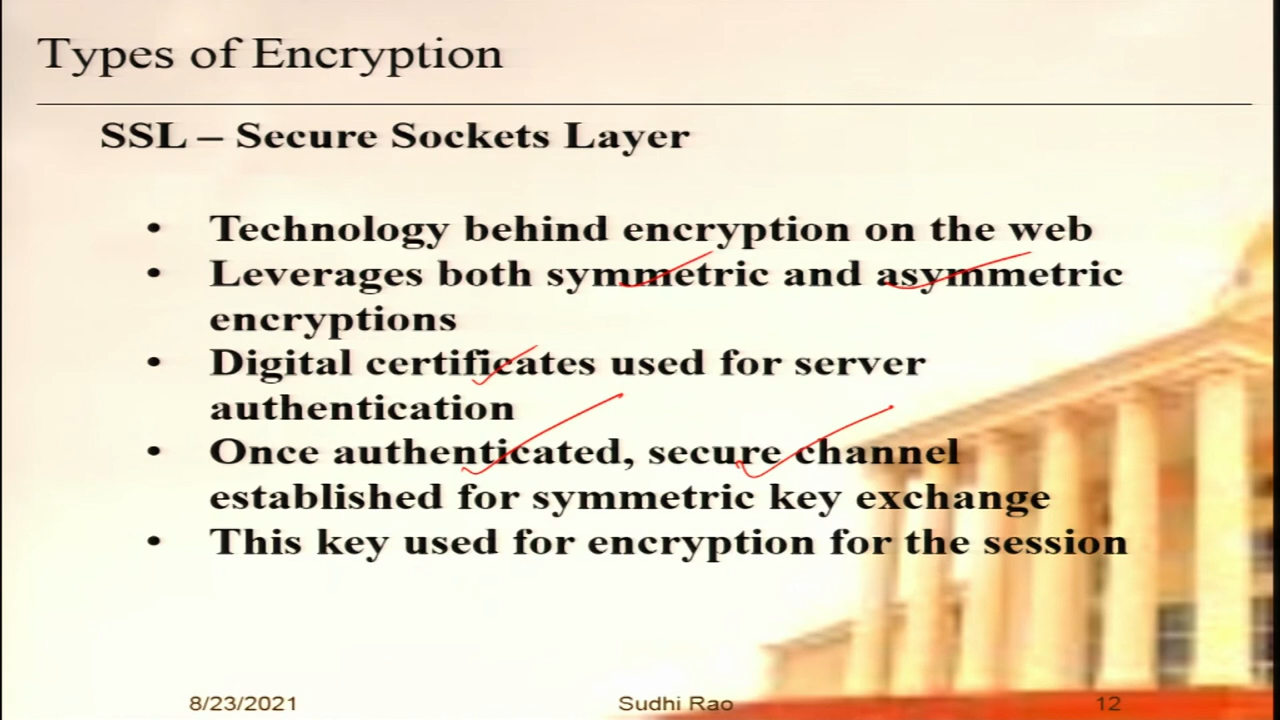 Types of Encryption
SSL – Secure Sockets Layer
• Technology behind encryption on the web
• Leverages both symmetric and asymmetric
encryptions
• Digital certificates used for server
authentication
• Once authenticated, secure channel
established for symmetric key exchange
• This key used for encryption for the session
8/23/2021 Sudhi Rao 12